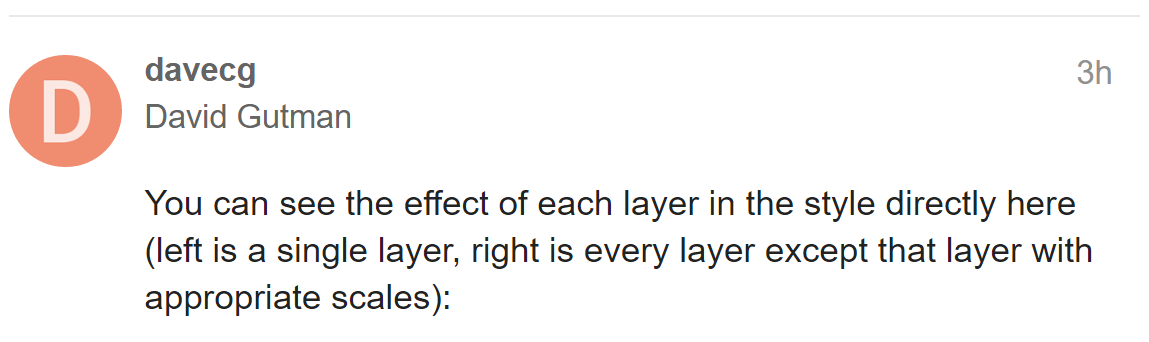 D
davecg
3h
David Gutman
You can see the effect of each layer in the style directly here
(left is a single layer, right is every layer except that layer with
appropriate scales):